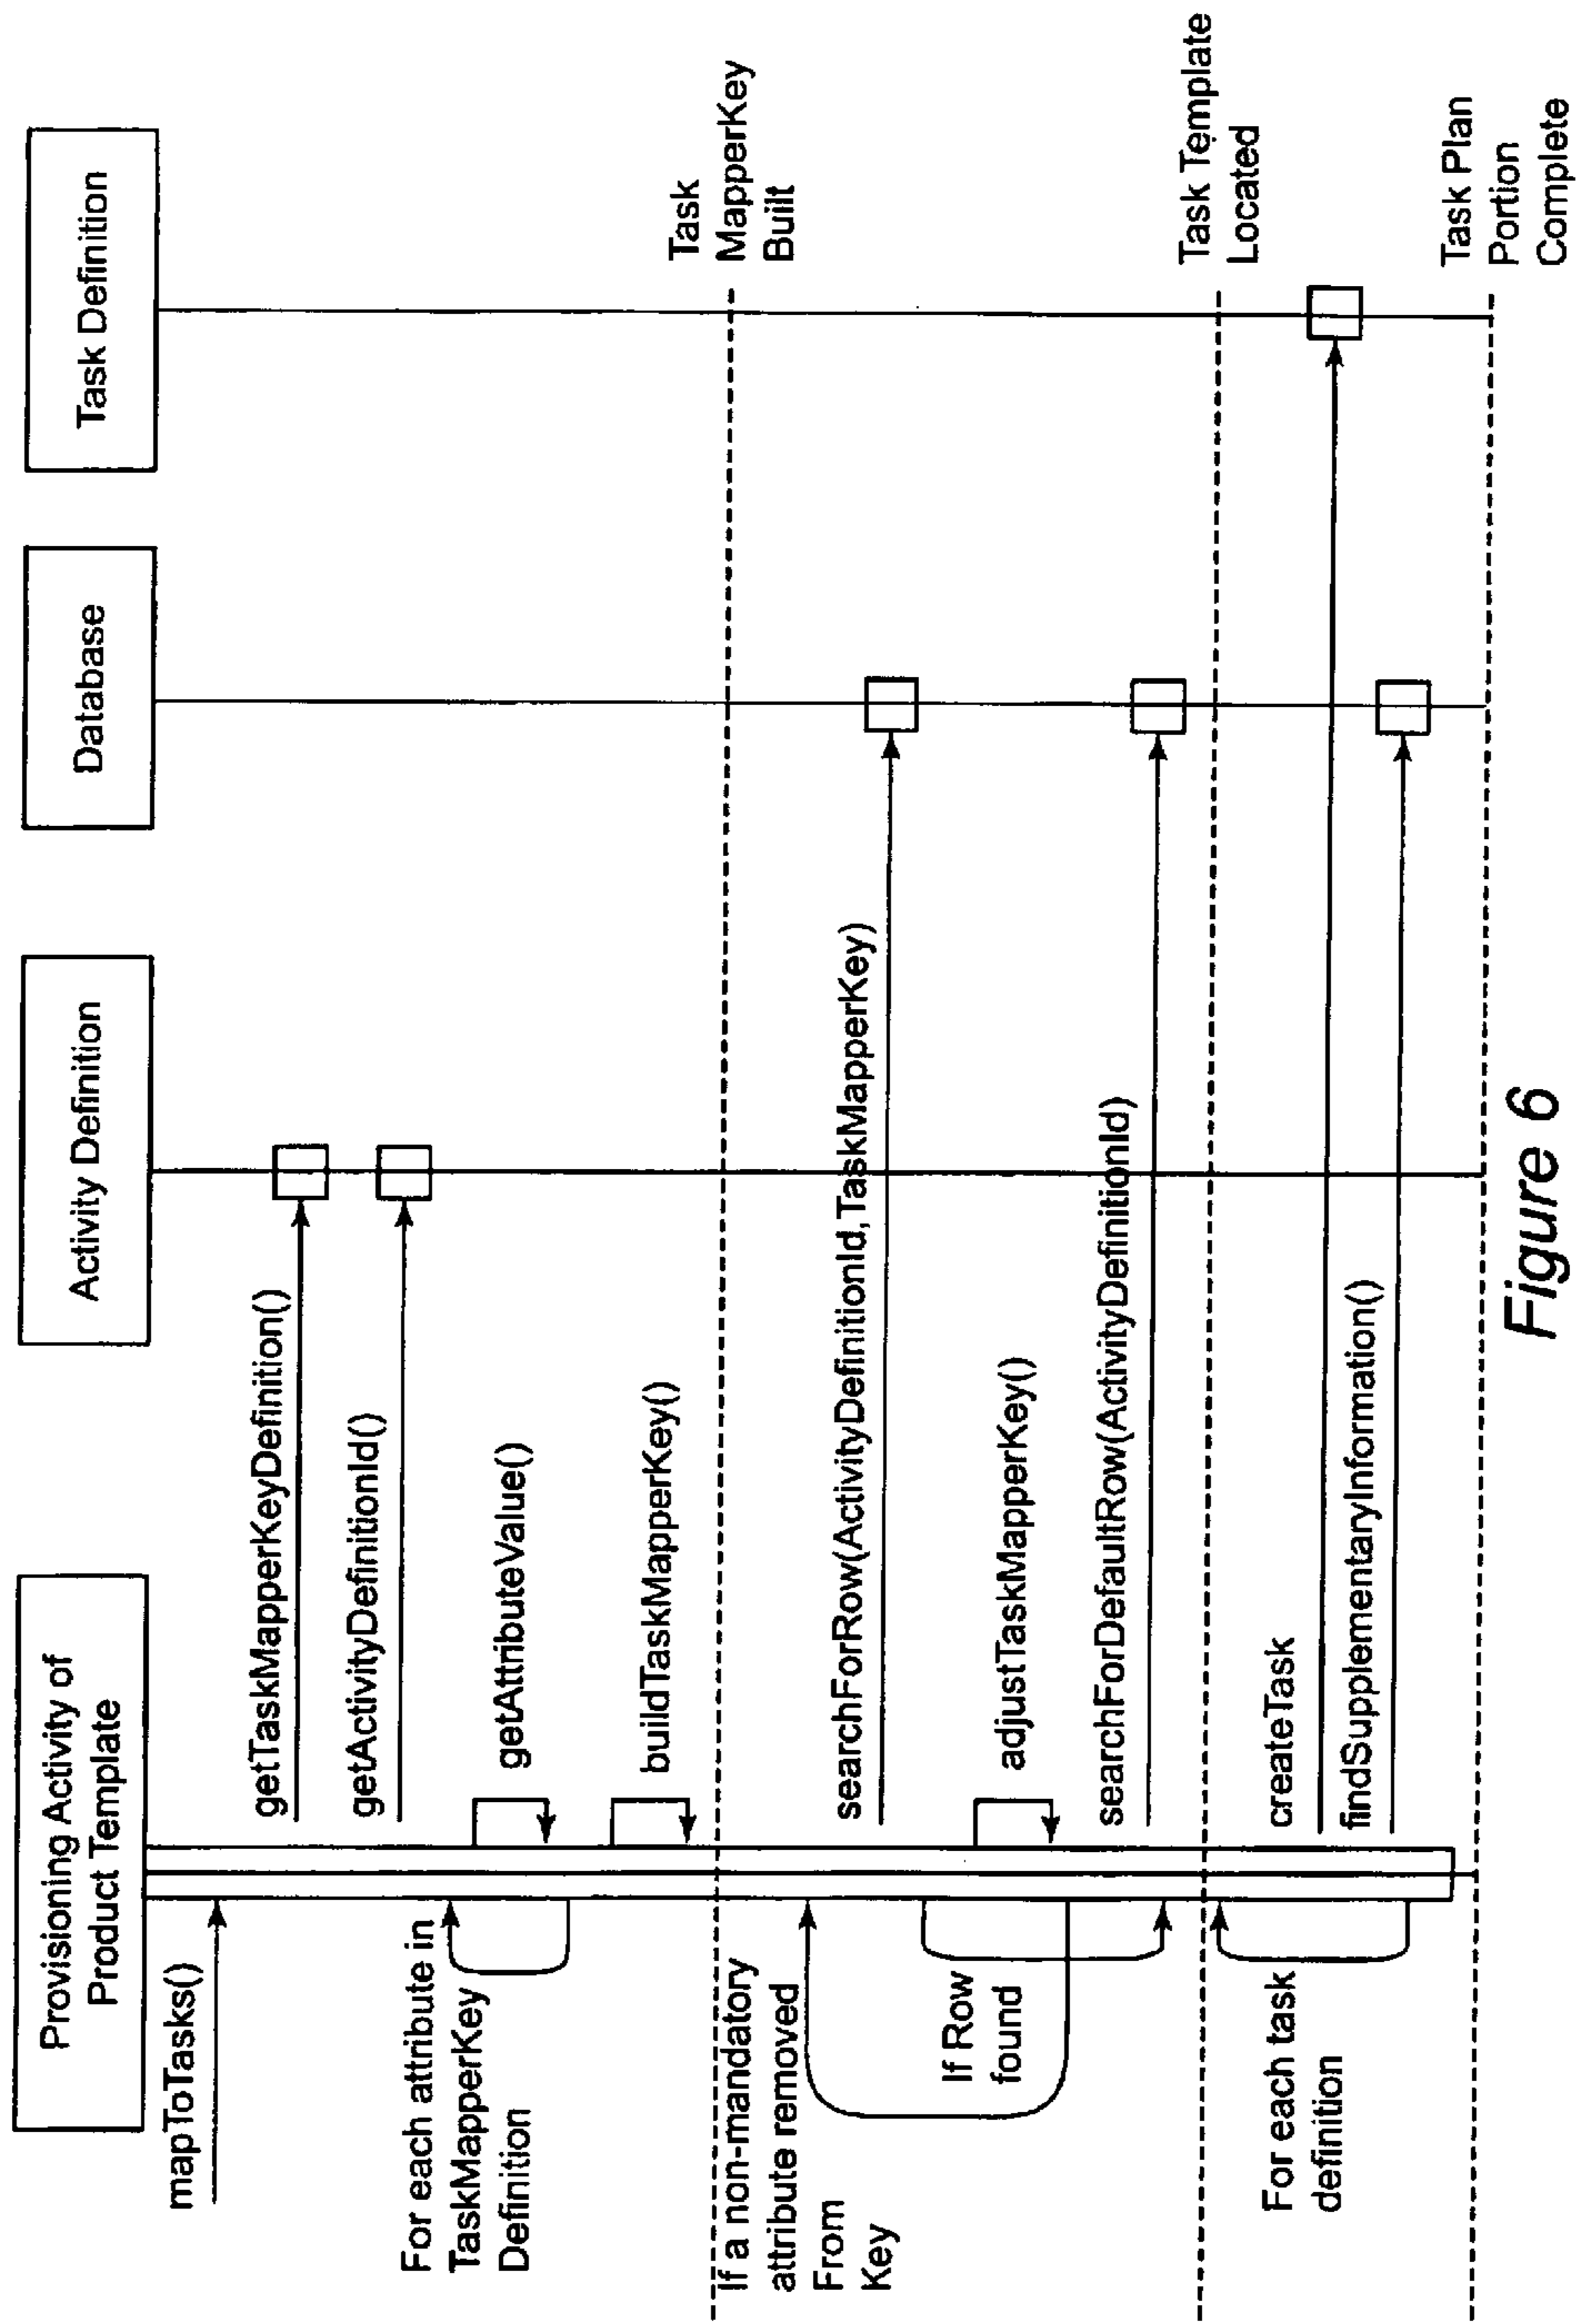 Provisioning Activity of
Product Template
Activity Definition
Database
Task Definition
mapToTasks()
getTaskMapperKeyDefinition()
getActivityDefinitionId()
For each attribute in
TaskMapperKey
Definition
getAttributeValue()
buildTaskMapperKey()
Task
MapperKey
Built
If a non-mandatory
attribute removed
From
Key
searchForRow(ActivityDefinitionId,TaskMapperKey)
If Row
found
adjustTaskMapperKey()
searchForDefaultRow(ActivityDefinitionId)
Task Template
Located
For each task
definition
createTask
findSupplementaryInformation()
Task Plan
Portion
Complete
Figure 6